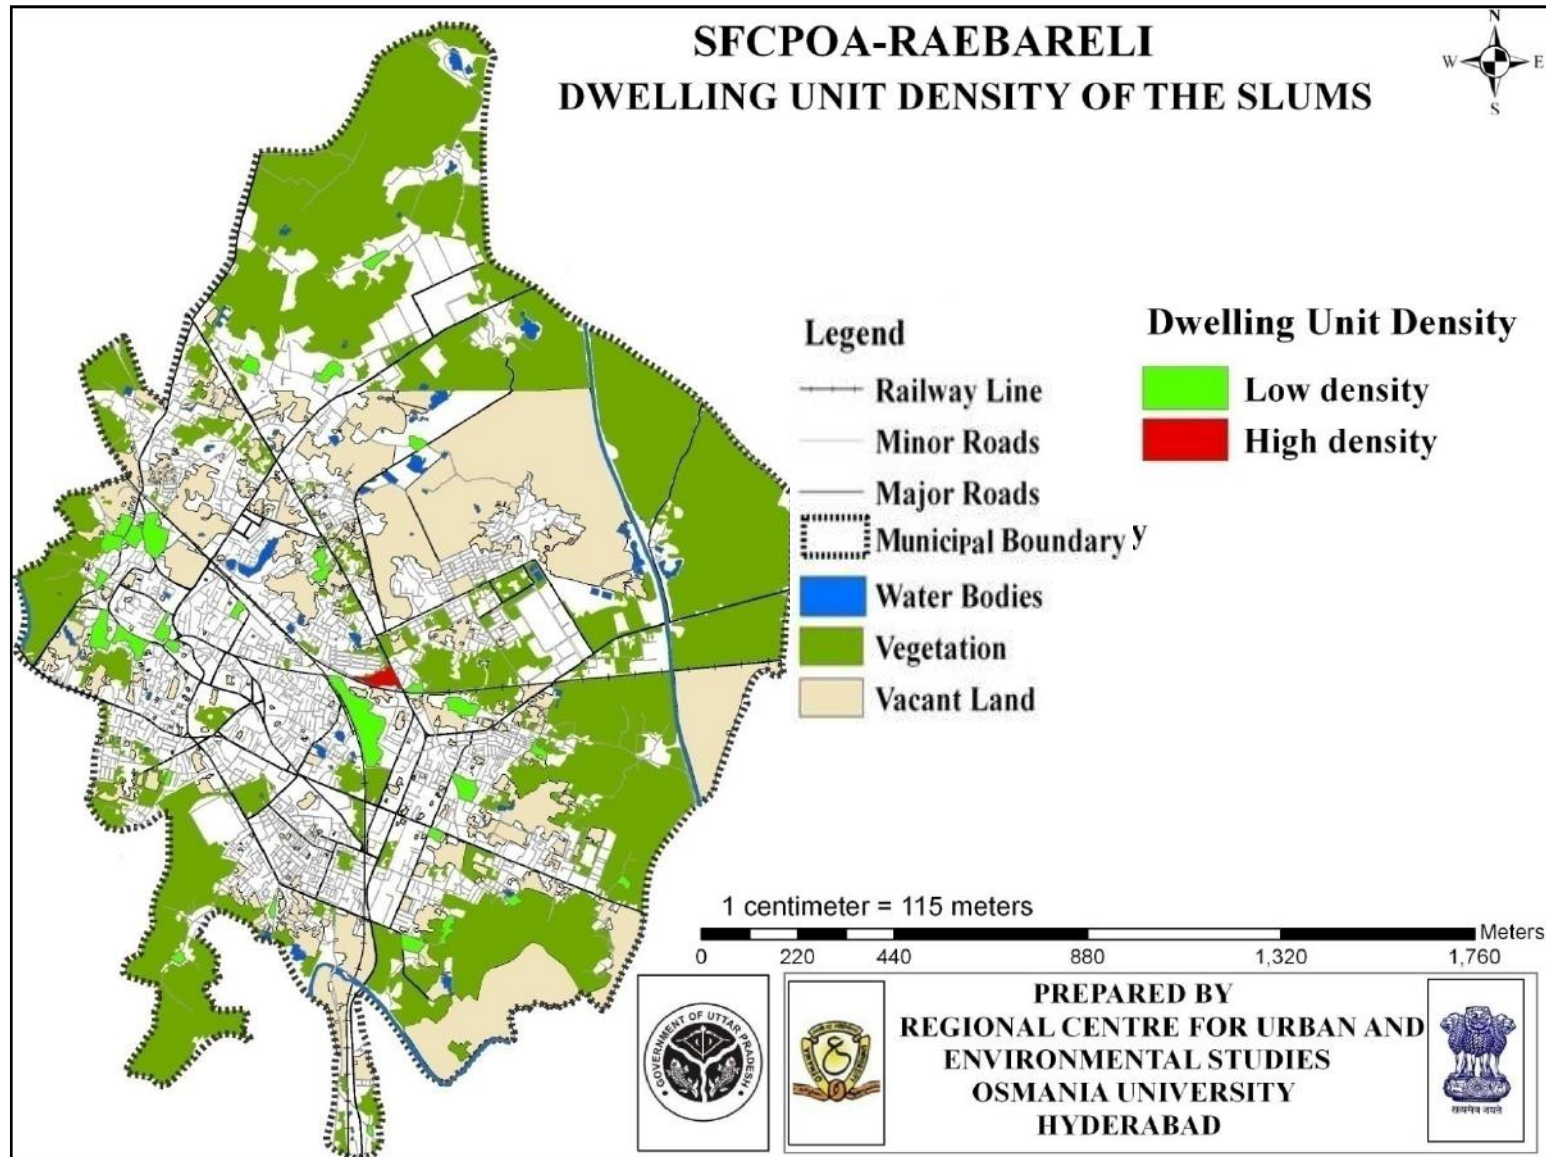 SFCPOA-RAEBARELI
DWELLING UNIT DENSITY OF THE SLUMS
N
W E
S
Legend
Railway Line
Minor Roads
Major Roads
Municipal Boundary y
Water Bodies
Vegetation
Vacant Land
Dwelling Unit Density
Low density
High density
1 centimeter = 115 meters
Meters
0 220 440 880 1,320 1,760
GOVERNMENT OF UTTAR PRADESH
PREPARED BY
REGIONAL CENTRE FOR URBAN AND
ENVIRONMENTAL STUDIES
OSMANIA UNIVERSITY
HYDERABAD
सत्यमेव जयते